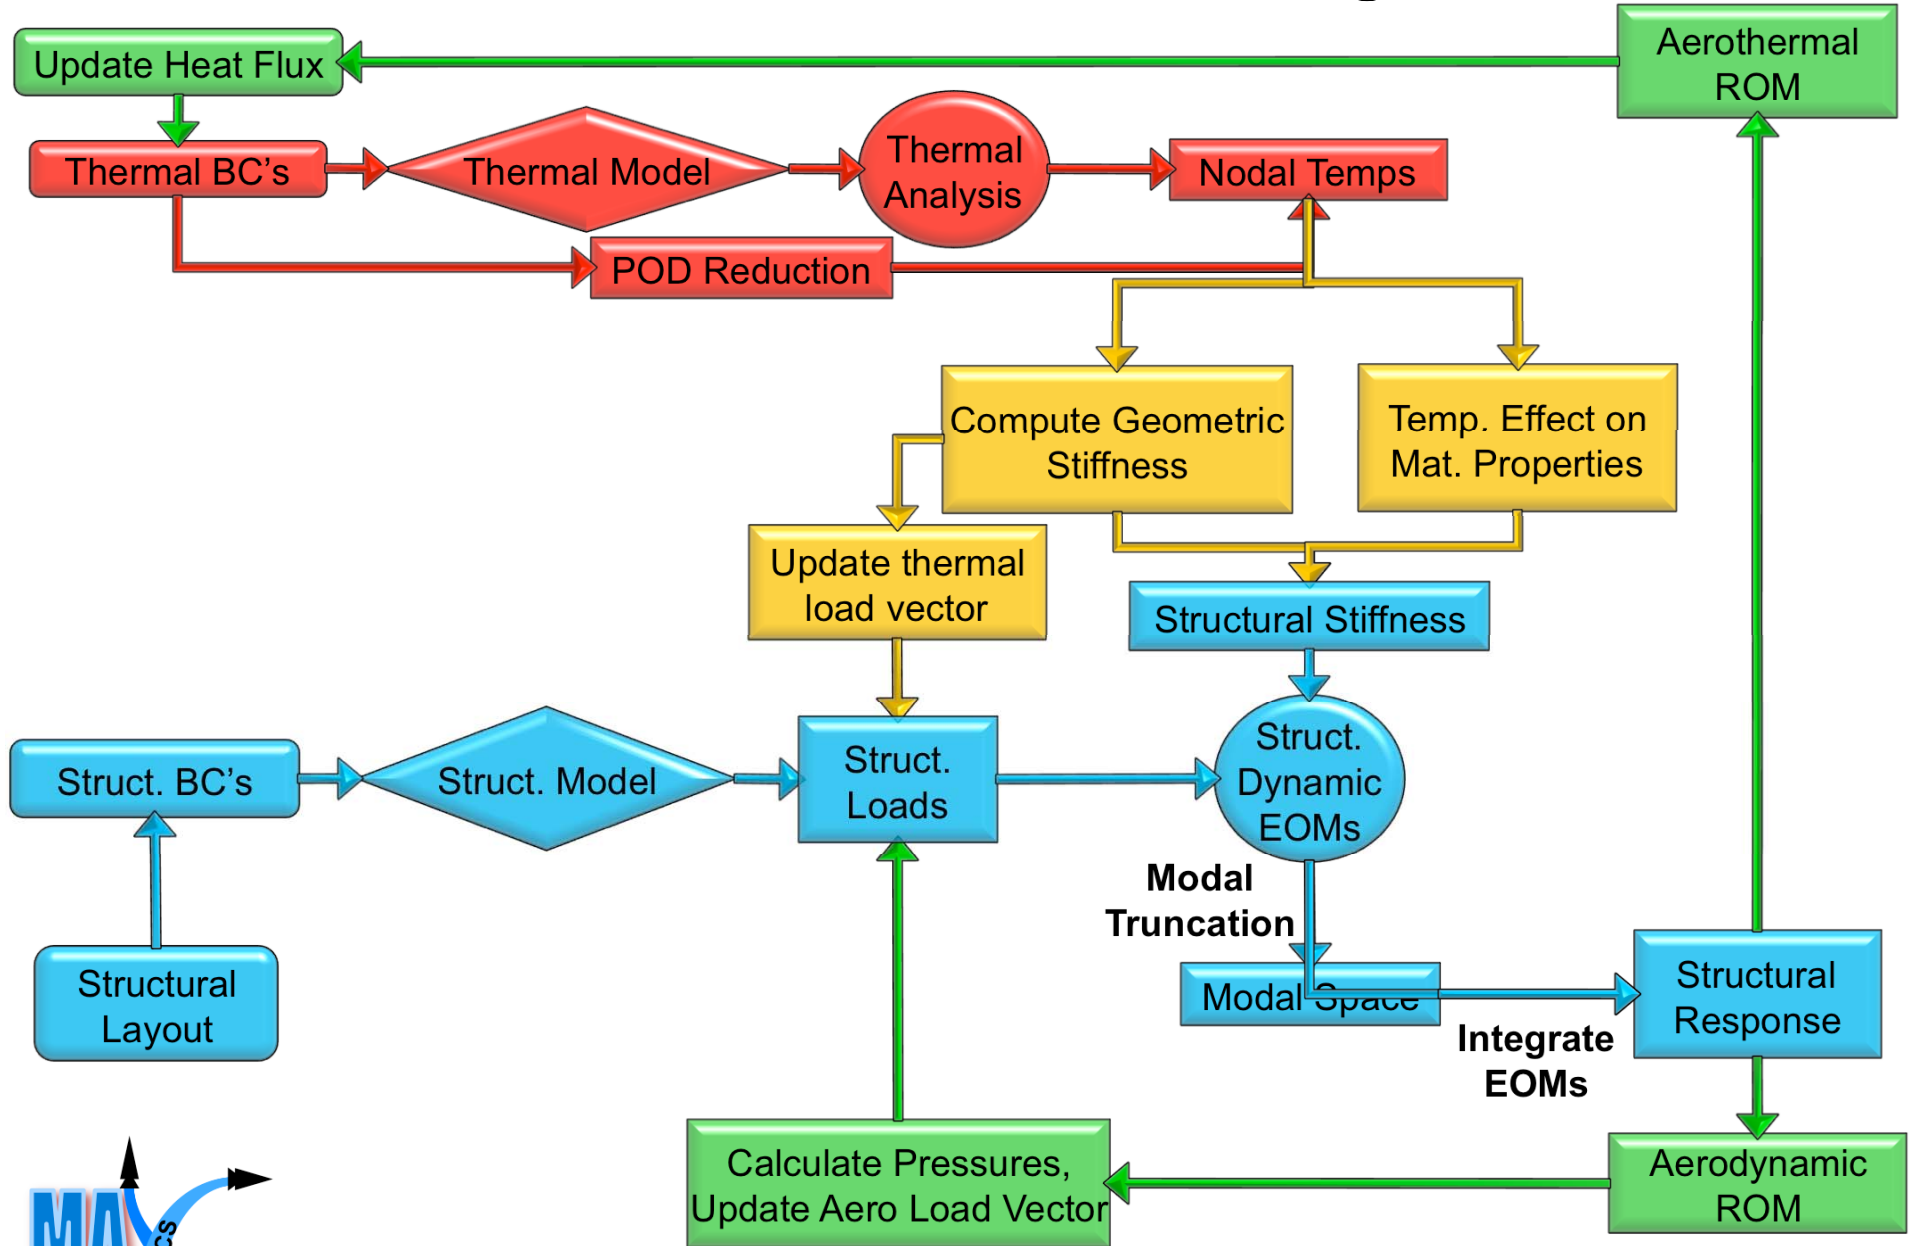 Update Heat Flux
Aerothermal
ROM
Thermal BC's
Thermal Model
Thermal
Analysis
Nodal Temps
POD Reduction
Compute Geometric
Stiffness
Temp. Effect on
Mat. Properties
Update thermal
load vector
Structural Stiffness
Struct. BC's
Struct. Model
Struct.
Loads
Struct.
Dynamic
EOMs
Modal
Truncation
Structural
Layout
Modal Space
Structural
Response
Integrate
EOMs
Calculate Pressures,
Update Aero Load Vector
Aerodynamic
ROM